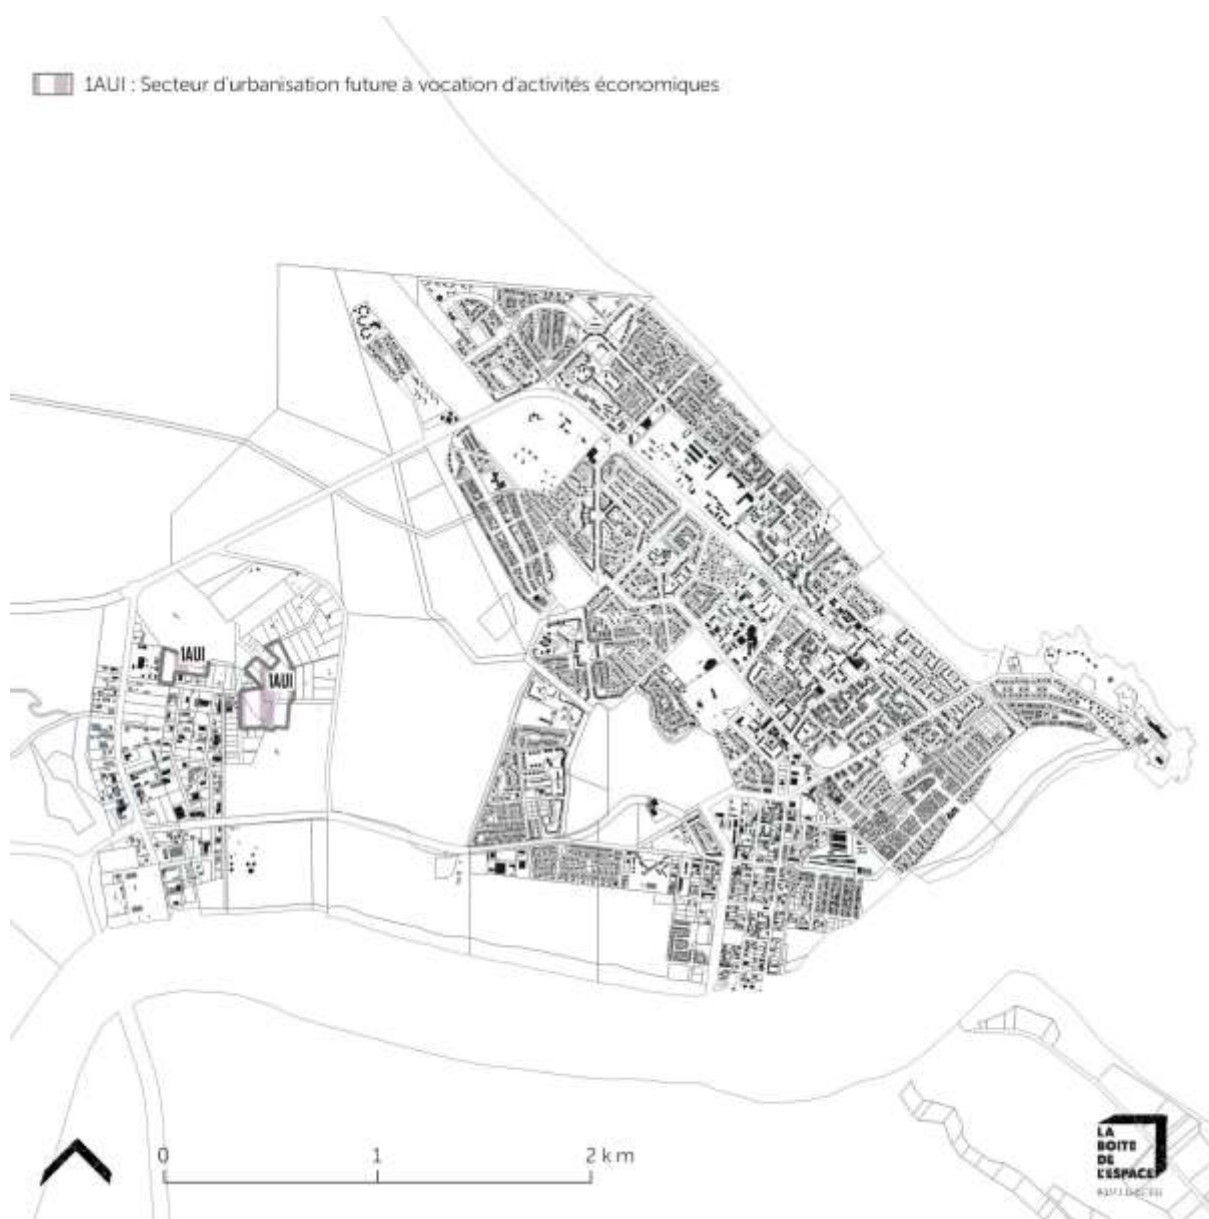 1AUI : Secteur d'urbanisation future à vocation d'activités économiques
1AUI
1AUI
0 1 2 km
LA
BOITE
DE
L'ESPACE